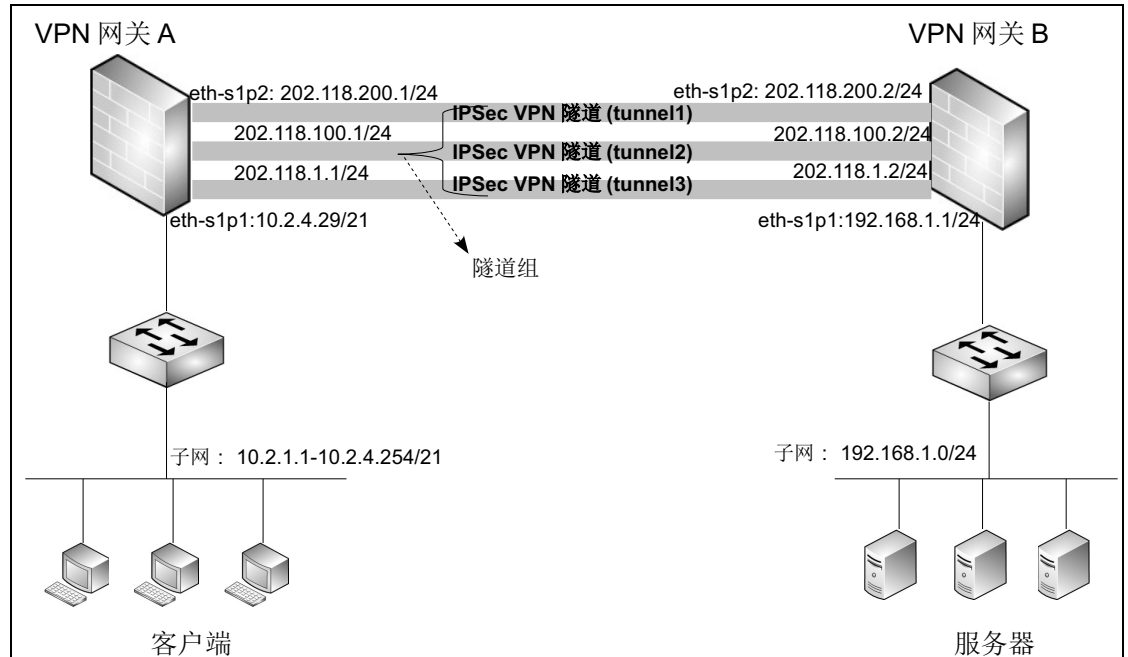 VPN 网关 A
VPN 网关 B
eth-s1p2: 202.118.200.1/24
eth-s1p2: 202.118.200.2/24
IPSec VPN 隧道 (tunnel1)
202.118.100.1/24
202.118.100.2/24
IPSec VPN 隧道 (tunnel2)
202.118.1.1/24
202.118.1.2/24
IPSec VPN 隧道 (tunnel3)
eth-s1p1:10.2.4.29/21
eth-s1p1:192.168.1.1/24
隧道组
子网： 10.2.1.1-10.2.4.254/21
子网： 192.168.1.0/24
客户端
服务器